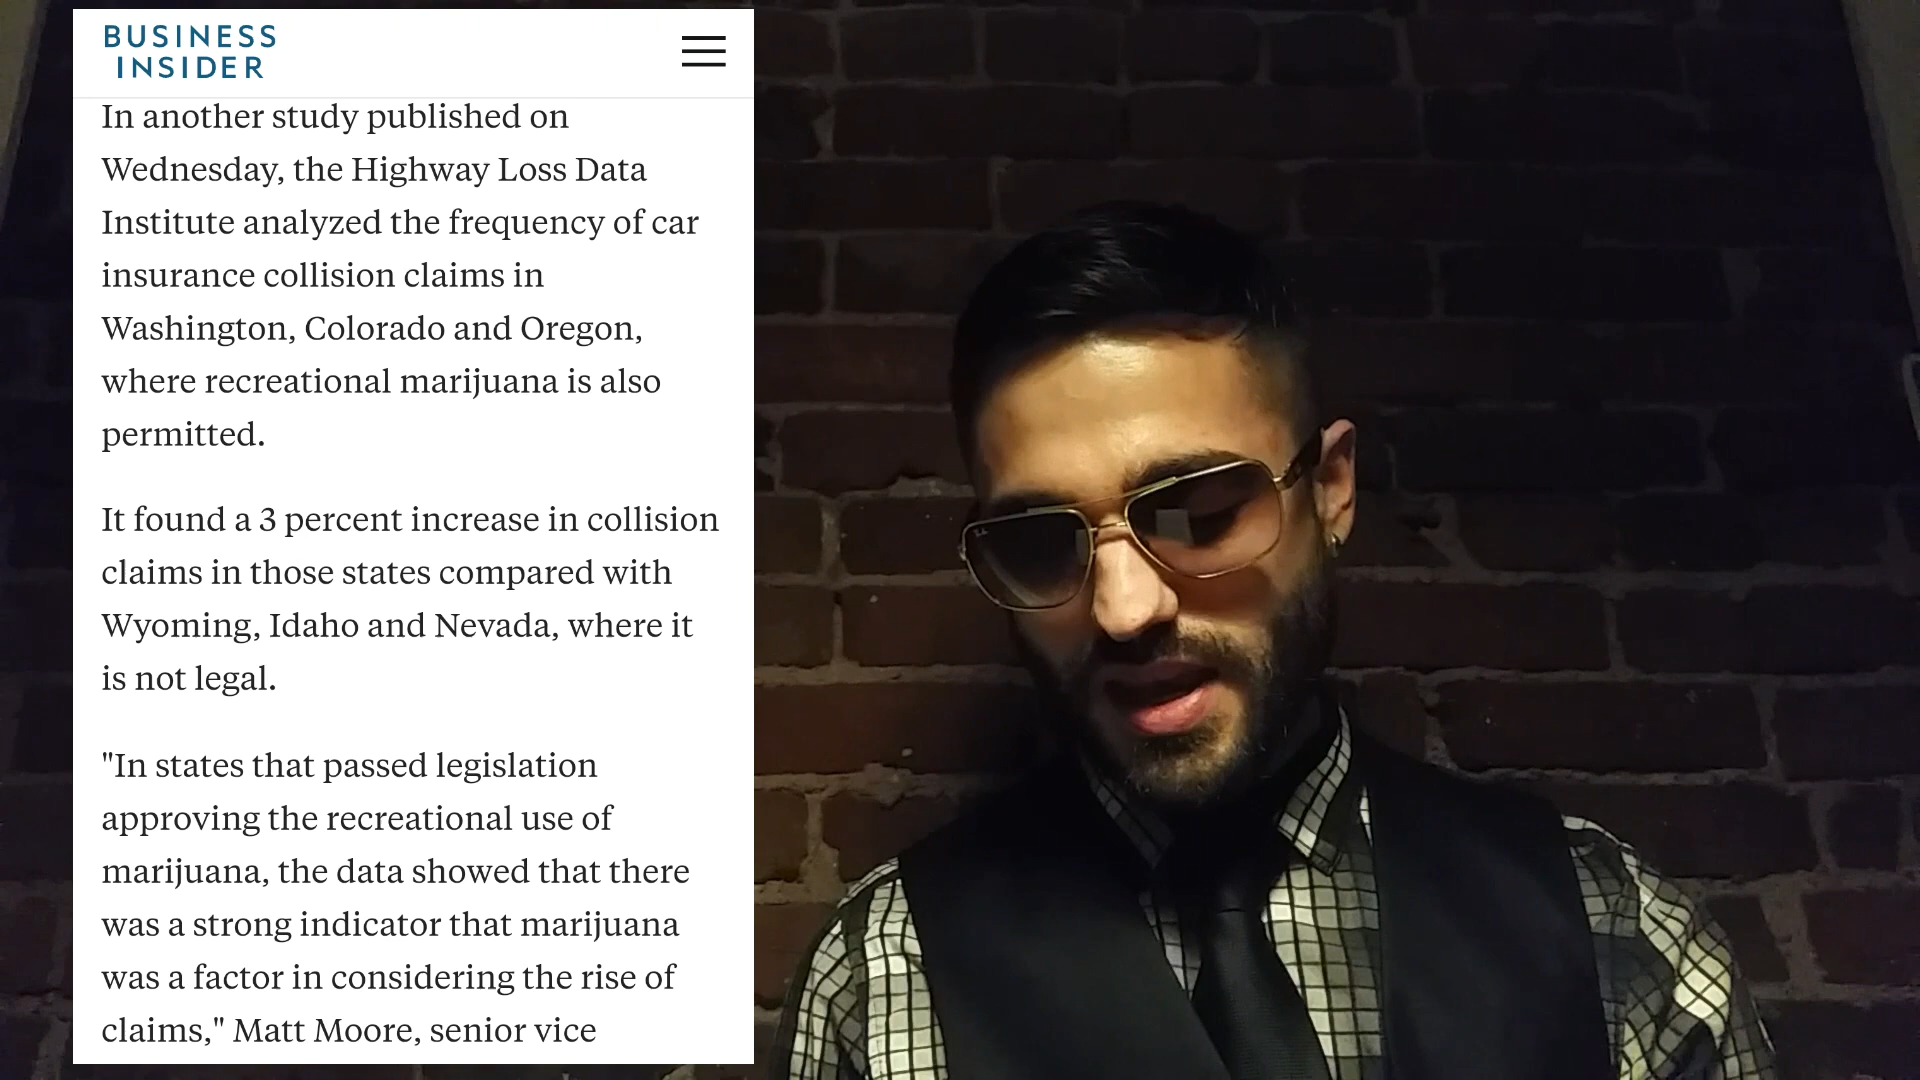 BUSINESS
INSIDER
In another study published on
Wednesday, the Highway Loss Data
Institute analyzed the frequency of car
insurance collision claims in
Washington, Colorado and Oregon,
where recreational marijuana is also
permitted.
It found a 3 percent increase in collision
claims in those states compared with
Wyoming, Idaho and Nevada, where it
is not legal.
"In states that passed legislation
approving the recreational use of
marijuana, the data showed that there
was a strong indicator that marijuana
was a factor in considering the rise of
claims," Matt Moore, senior vice